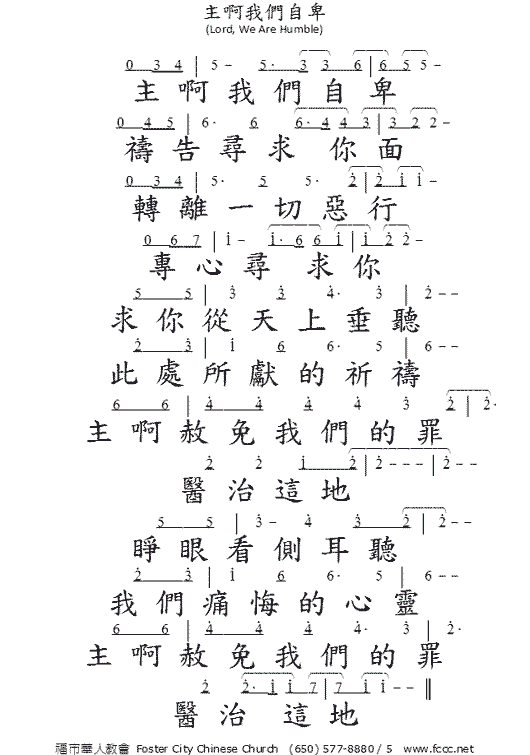 主啊我們自卑
(Lord, We Are Humble)
0 3 4 | 5 - 5· 3 3 6 | 6 5 5 -
主啊我們自卑
0 4 5 | 6· 6 6· 4 4 3 | 3 2 2 -
禱告尋求你面
0 3 4 | 5· 5 5· 2 | 2 1 1 -
轉離一切惡行
0 6 7 | 1 - 1· 6 6 1 | 1 2 2 -
專心尋求你
5 5 | 3 3 4· 3 | 2 - -
求你從天上垂聽
2 3 | 1 6 6· 5 | 6 - -
此處所獻的祈禱
6 6 | 4 4 4 4 3 2 | 2·
主啊赦免我們的罪
2 2 1 2 | 2 - - - | 2 - -
醫治這地
5 5 | 3 - 4 3 2 | 2 - -
睜眼看側耳聽
2 3 | 1 6 6· 5 | 6 - -
我們痛悔的心靈
6 6 | 4 4 4 4· 3 | 2·
主啊赦免我們的罪
2 2· 1 1 7 | 7 1 1 - - ‖
醫治這地
福市華人教會 Foster City Chinese Church (650) 577-8880 / 5 www.fccc.net